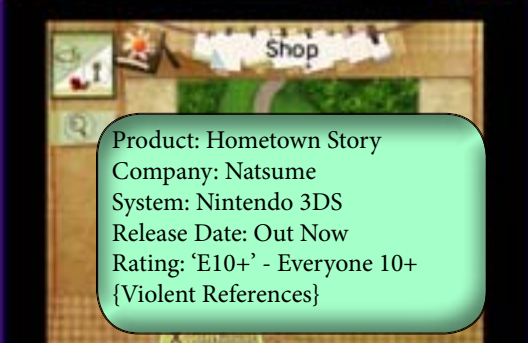 Shop
Product: Hometown Story
Company: Natsume
System: Nintendo 3DS
Release Date: Out Now
Rating: ‘E10+’ - Everyone 10+
{Violent References}